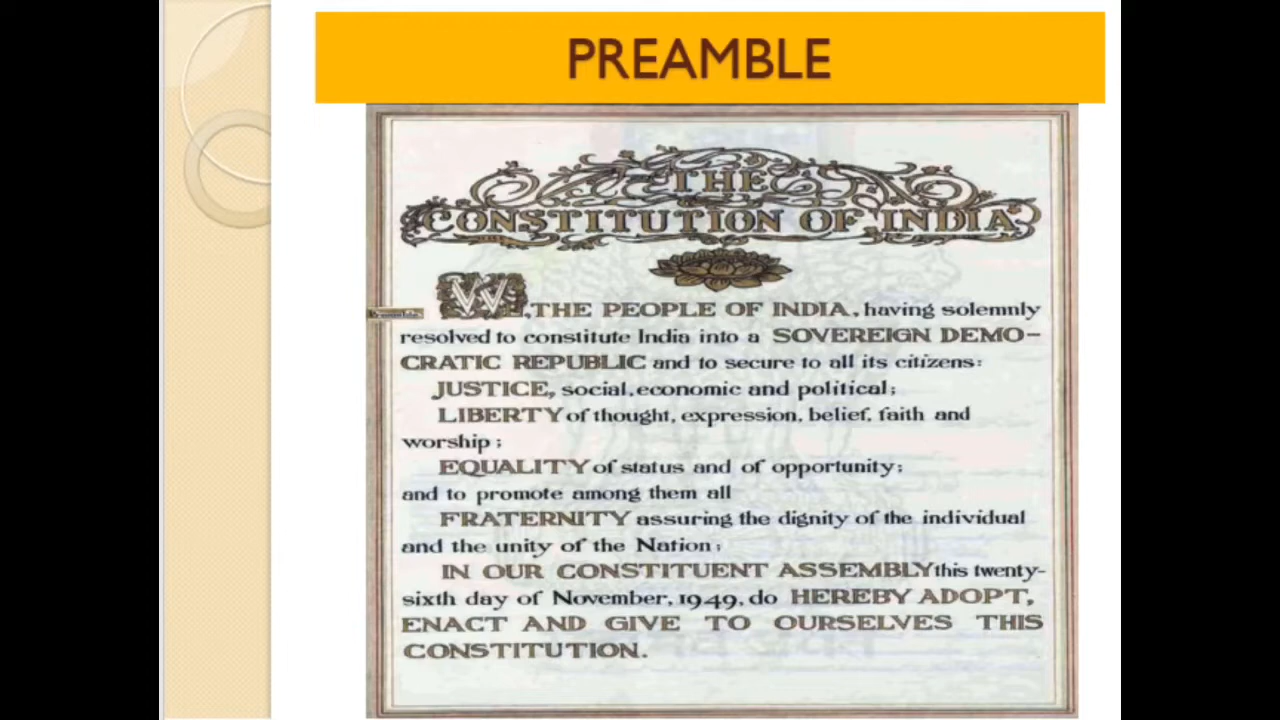 PREAMBLE
THE
CONSTITUTION OF INDIA
WE, THE PEOPLE OF INDIA, having solemnly
Preamble.
resolved to constitute India into a SOVEREIGN DEMO-
CRATIC REPUBLIC and to secure to all its citizens:
JUSTICE, social, economic and political;
LIBERTY of thought, expression, belief, faith and
worship;
EQUALITY of status and of opportunity;
and to promote among them all
FRATERNITY assuring the dignity of the individual
and the unity of the Nation;
IN OUR CONSTITUENT ASSEMBLY this twenty-
sixth day of November, 1949, do HEREBY ADOPT,
ENACT AND GIVE TO OURSELVES THIS
CONSTITUTION.